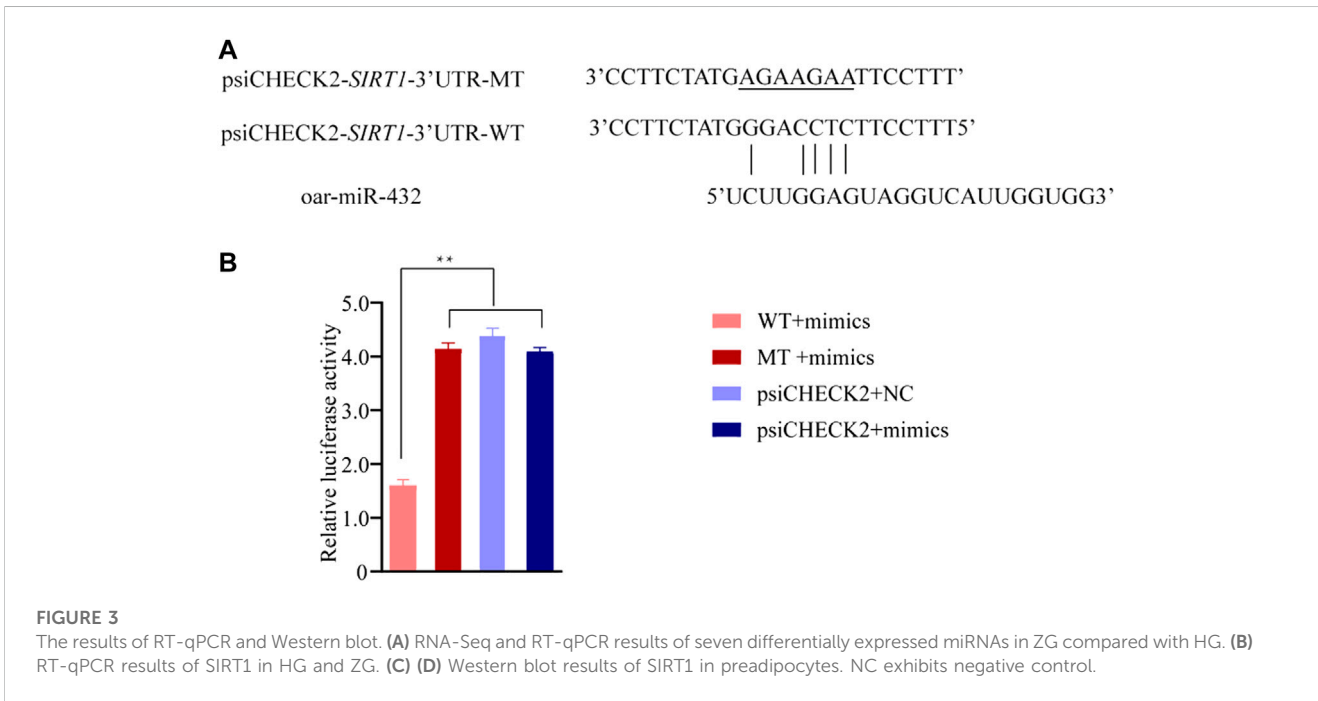 A
psiCHECK2-SIRT1-3’UTR-MT 3’CCTTCTATGAGAAGAATTCCTTT’
psiCHECK2-SIRT1-3’UTR-WT 3’CCTTCTATGGGACCTCTTCCTTT5’
oar-miR-432 5’UCUUGGAGUAGGUCAUUGGUGG3’
B
**
Relative luciferase activity
5.0
4.0
3.0
2.0
1.0
0
WT+mimics
MT +mimics
psiCHECK2+NC
psiCHECK2+mimics
FIGURE 3
The results of RT-qPCR and Western blot. (A) RNA-Seq and RT-qPCR results of seven differentially expressed miRNAs in ZG compared with HG. (B)
RT-qPCR results of SIRT1 in HG and ZG. (C) (D) Western blot results of SIRT1 in preadipocytes. NC exhibits negative control.